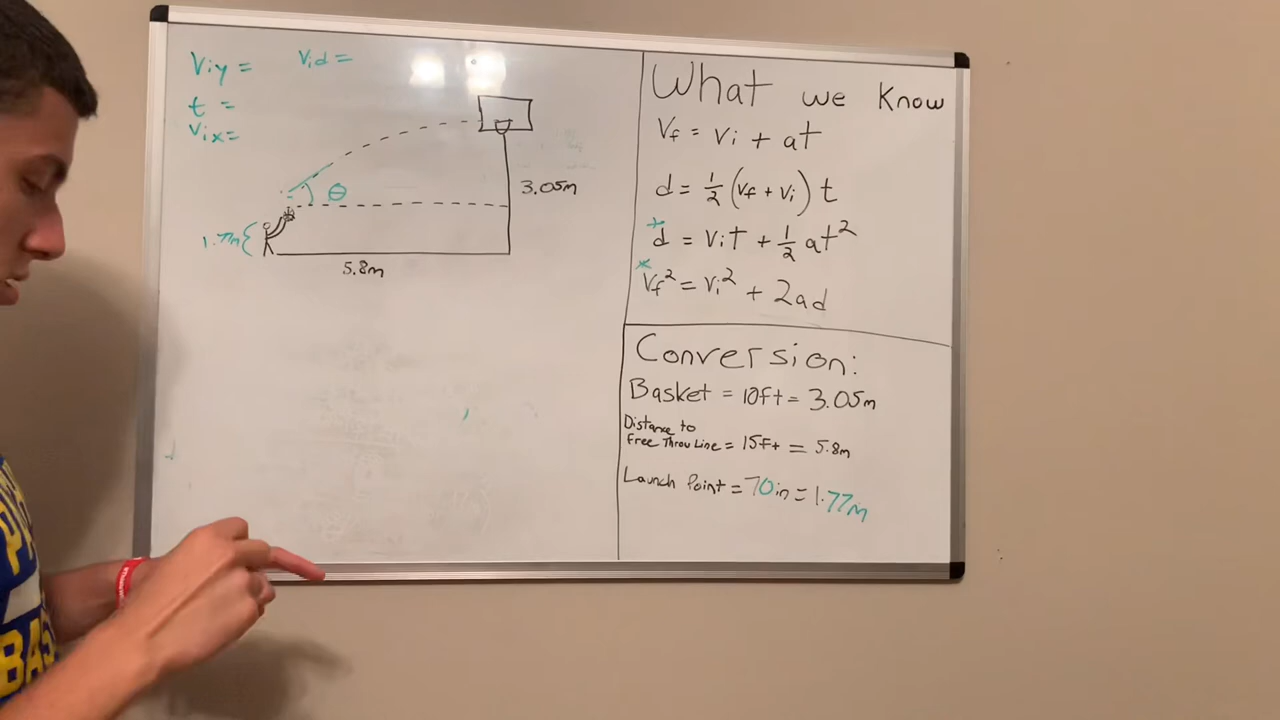 Viy = Vid =
t =
Vix=
θ
3.05m
1.77m
5.8m
What we Know
Vf = Vi + at
d = 1/2 (Vf + Vi) t
* d = Vit + 1/2 at²
* Vf² = Vi² + 2ad
Conversion:
Basket = 10ft = 3.05m
Distance to
Free Throw Line = 15ft = 5.8m
Launch Point = 70in = 1.77m